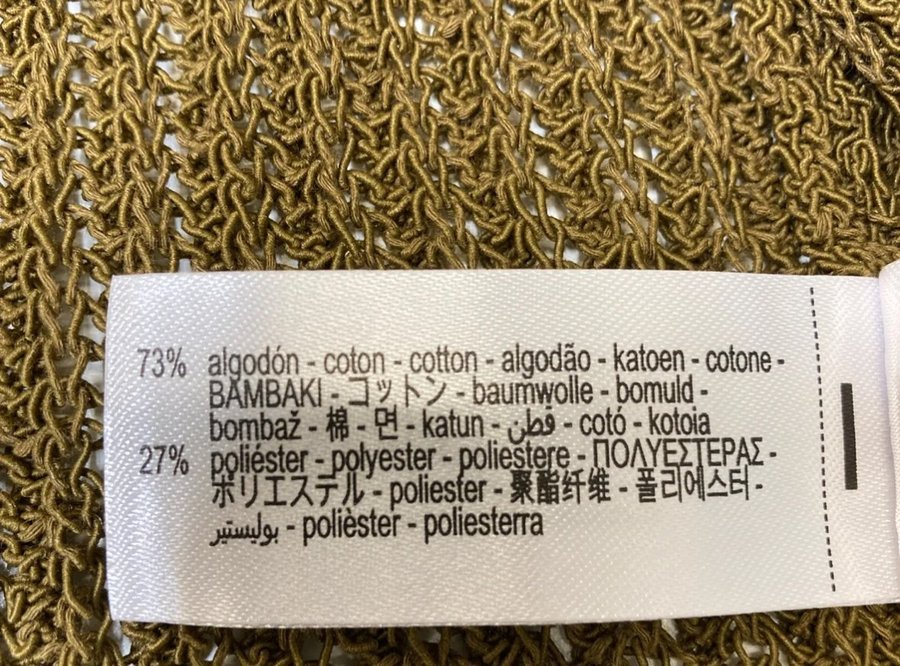 73% algodón - coton - cotton - algodão - katoen - cotone -
BAMBAKI - コットン - baumwolle - bomuld -
bombaž - 棉 - 면 - katun - قطن - cotó - kotoia
27% poliéster - polyester - poliestere - ΠΟΛΥΕΣΤΕΡΑΣ -
ポリエステル - poliester - 聚酯纤维 - 폴리에스터 -
بوليستير - polièster - poliesterra